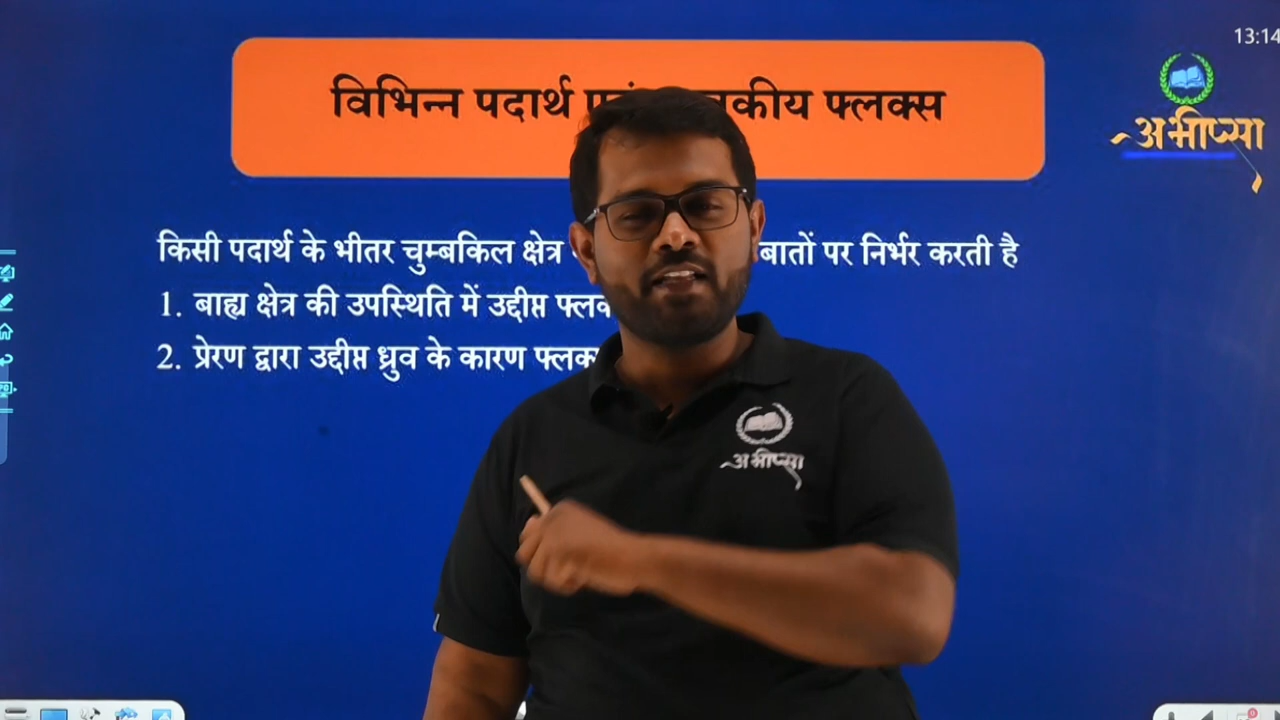 13:14
विभिन्न पदार्थ चुम्बकीय फ्लक्स
अभीप्सा
किसी पदार्थ के भीतर चुम्बकिल क्षेत्र बातों पर निर्भर करती है
1. बाह्य क्षेत्र की उपस्थिति में उद्दीप्त
2. प्रेरण द्वारा उद्दीप्त ध्रुव के कारण
अभीप्सा